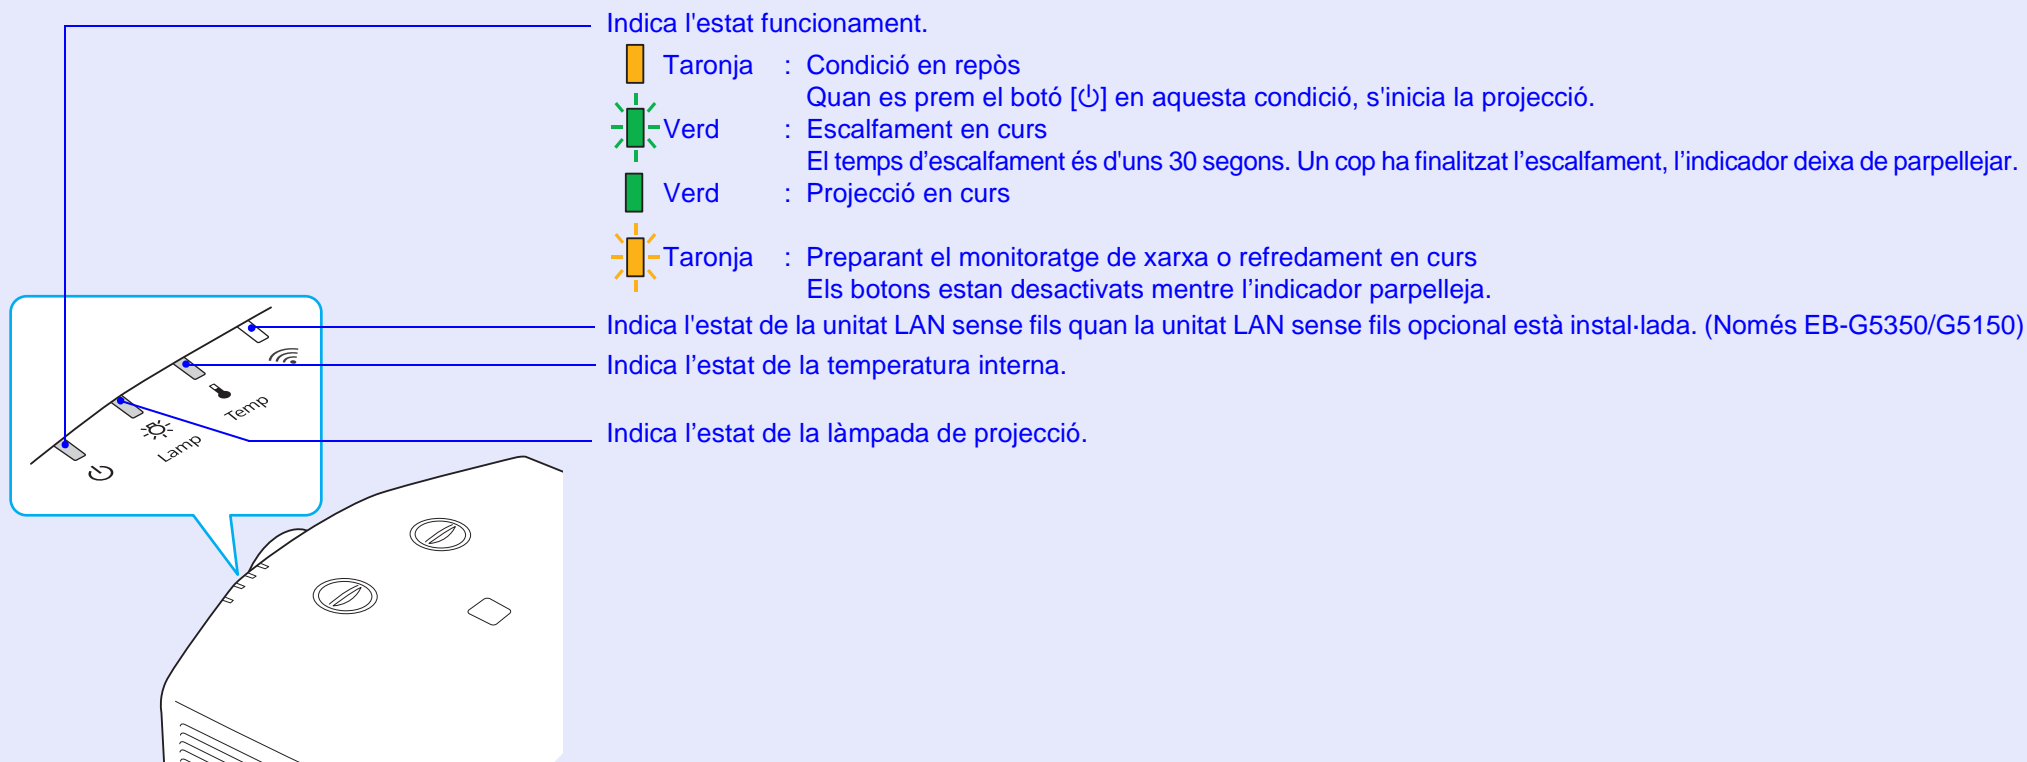 Indica l'estat funcionament.
Taronja : Condició en repòs
Quan es prem el botó [⏻] en aquesta condició, s'inicia la projecció.
Verd : Escalfament en curs
El temps d’escalfament és d'uns 30 segons. Un cop ha finalitzat l’escalfament, l’indicador deixa de parpellejar.
Verd : Projecció en curs
Taronja : Preparant el monitoratge de xarxa o refredament en curs
Els botons estan desactivats mentre l’indicador parpelleja.
Indica l'estat de la unitat LAN sense fils quan la unitat LAN sense fils opcional està instal·lada. (Només EB-G5350/G5150)
Indica l’estat de la temperatura interna.
Temp
Indica l’estat de la làmpada de projecció.
Lamp